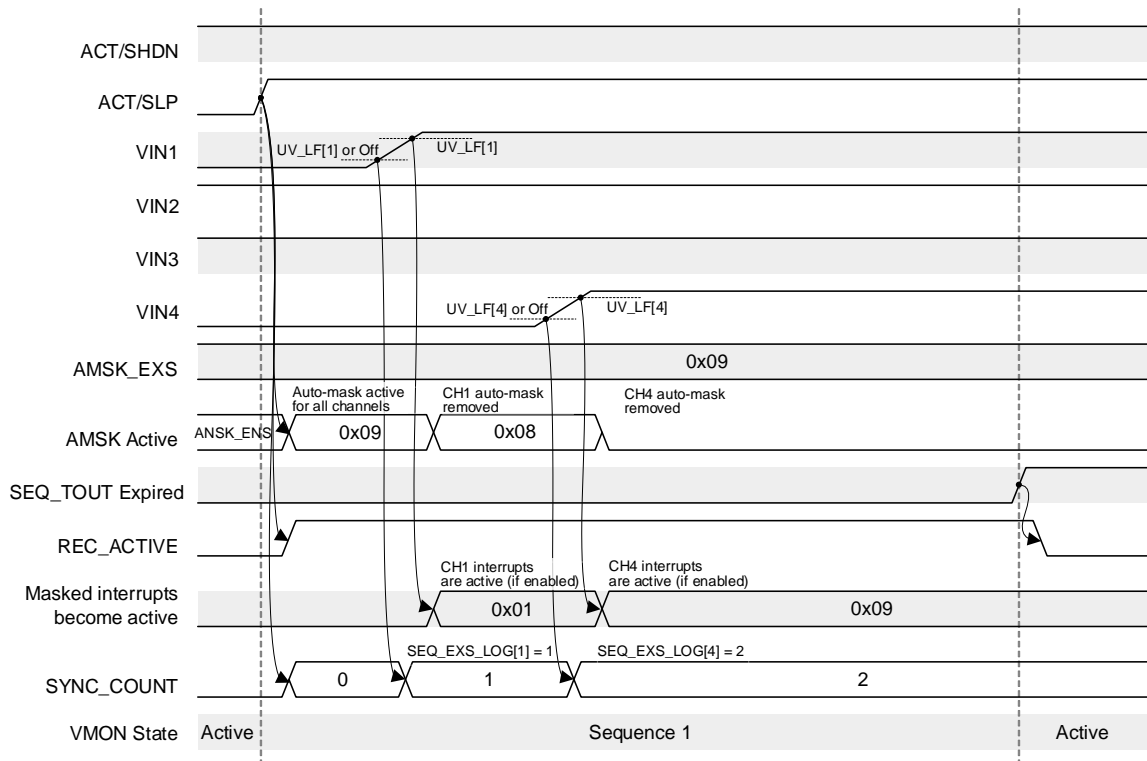 ACT/SHDN
ACT/SLP
VIN1
UV_LF[1] or Off
UV_LF[1]
VIN2
VIN3
VIN4
UV_LF[4] or Off
UV_LF[4]
AMSK_EXS
0x09
Auto-mask active
for all channels
CH1 auto-mask
removed
CH4 auto-mask
removed
AMSK Active
ANSK_ENS
0x09
0x08
SEQ_TOUT Expired
REC_ACTIVE
CH1 interrupts
are active (if enabled)
CH4 interrupts
are active (if enabled)
Masked interrupts
become active
0x01
0x09
SEQ_EXS_LOG[1] = 1
SEQ_EXS_LOG[4] = 2
SYNC_COUNT
0
1
2
VMON State
Active
Sequence 1
Active